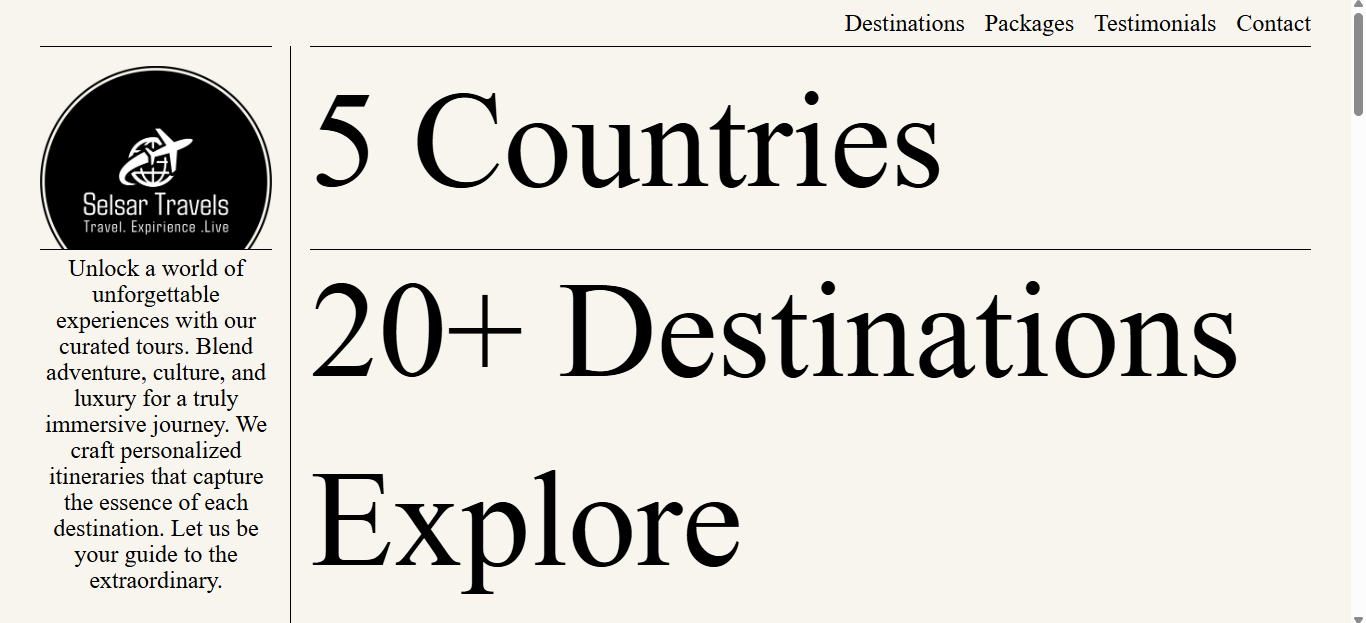 Destinations Packages Testimonials Contact
Selsar Travels
Travel. Expirience .Live
Unlock a world of
unforgettable
experiences with our
curated tours. Blend
adventure, culture, and
luxury for a truly
immersive journey. We
craft personalized
itineraries that capture
the essence of each
destination. Let us be
your guide to the
extraordinary.
5 Countries
20+ Destinations
Explore